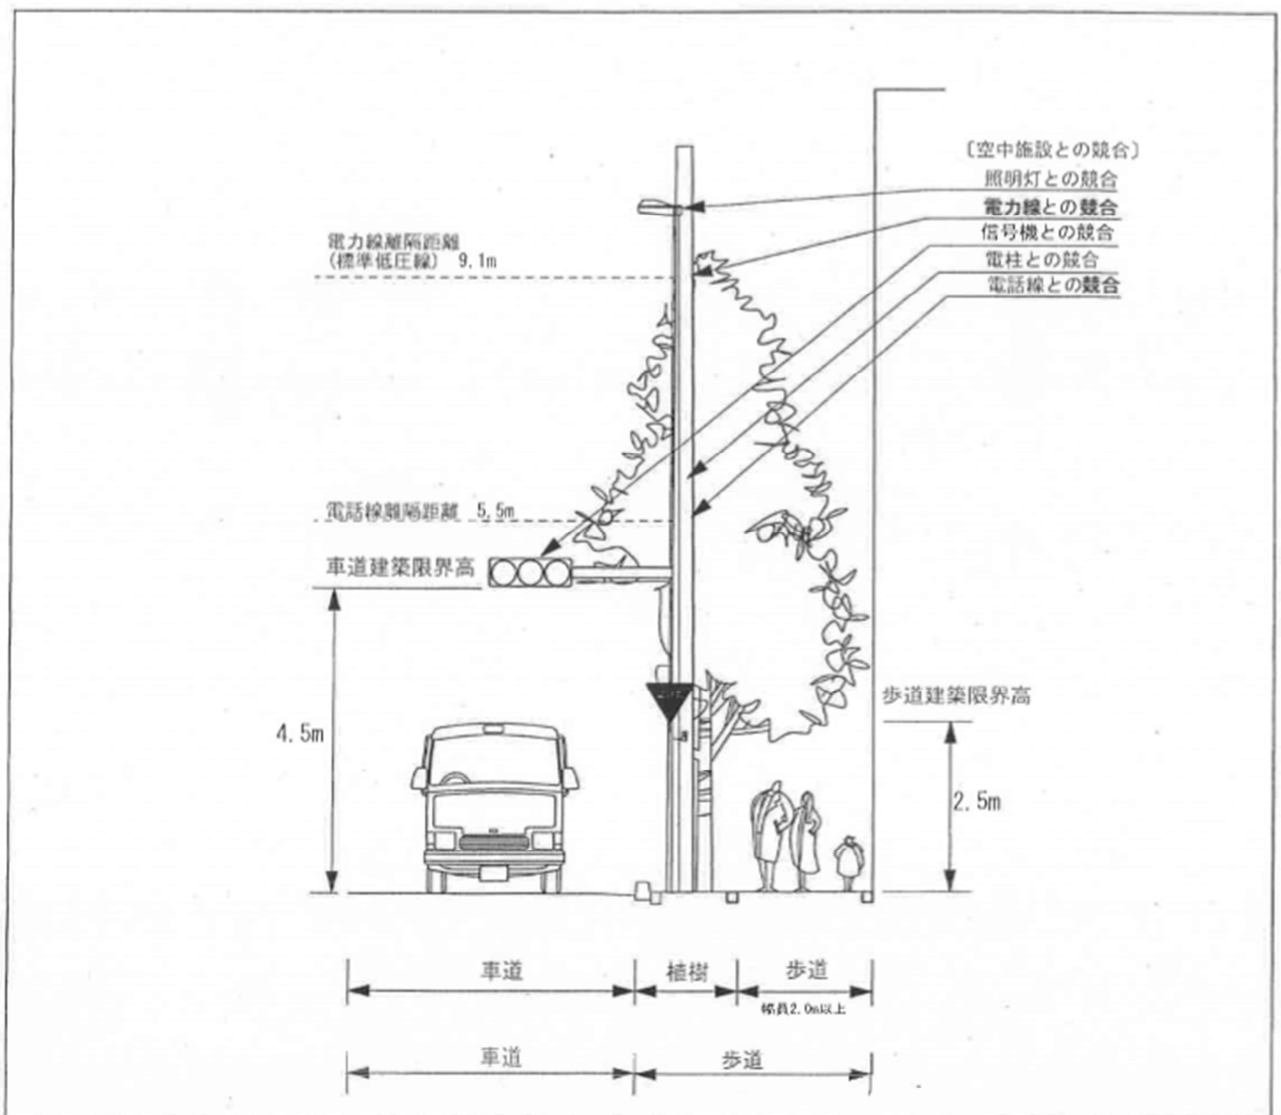 〔空中施設との競合〕
照明灯との競合
電力線との競合
信号機との競合
電柱との競合
電話線との競合
電力線離隔距離
(標準低圧線) 9.1m
電話線離隔距離 5.5m
車道建築限界高
歩道建築限界高
4.5m
2.5m
車道
植樹
歩道
幅員2.0m以上
車道
歩道